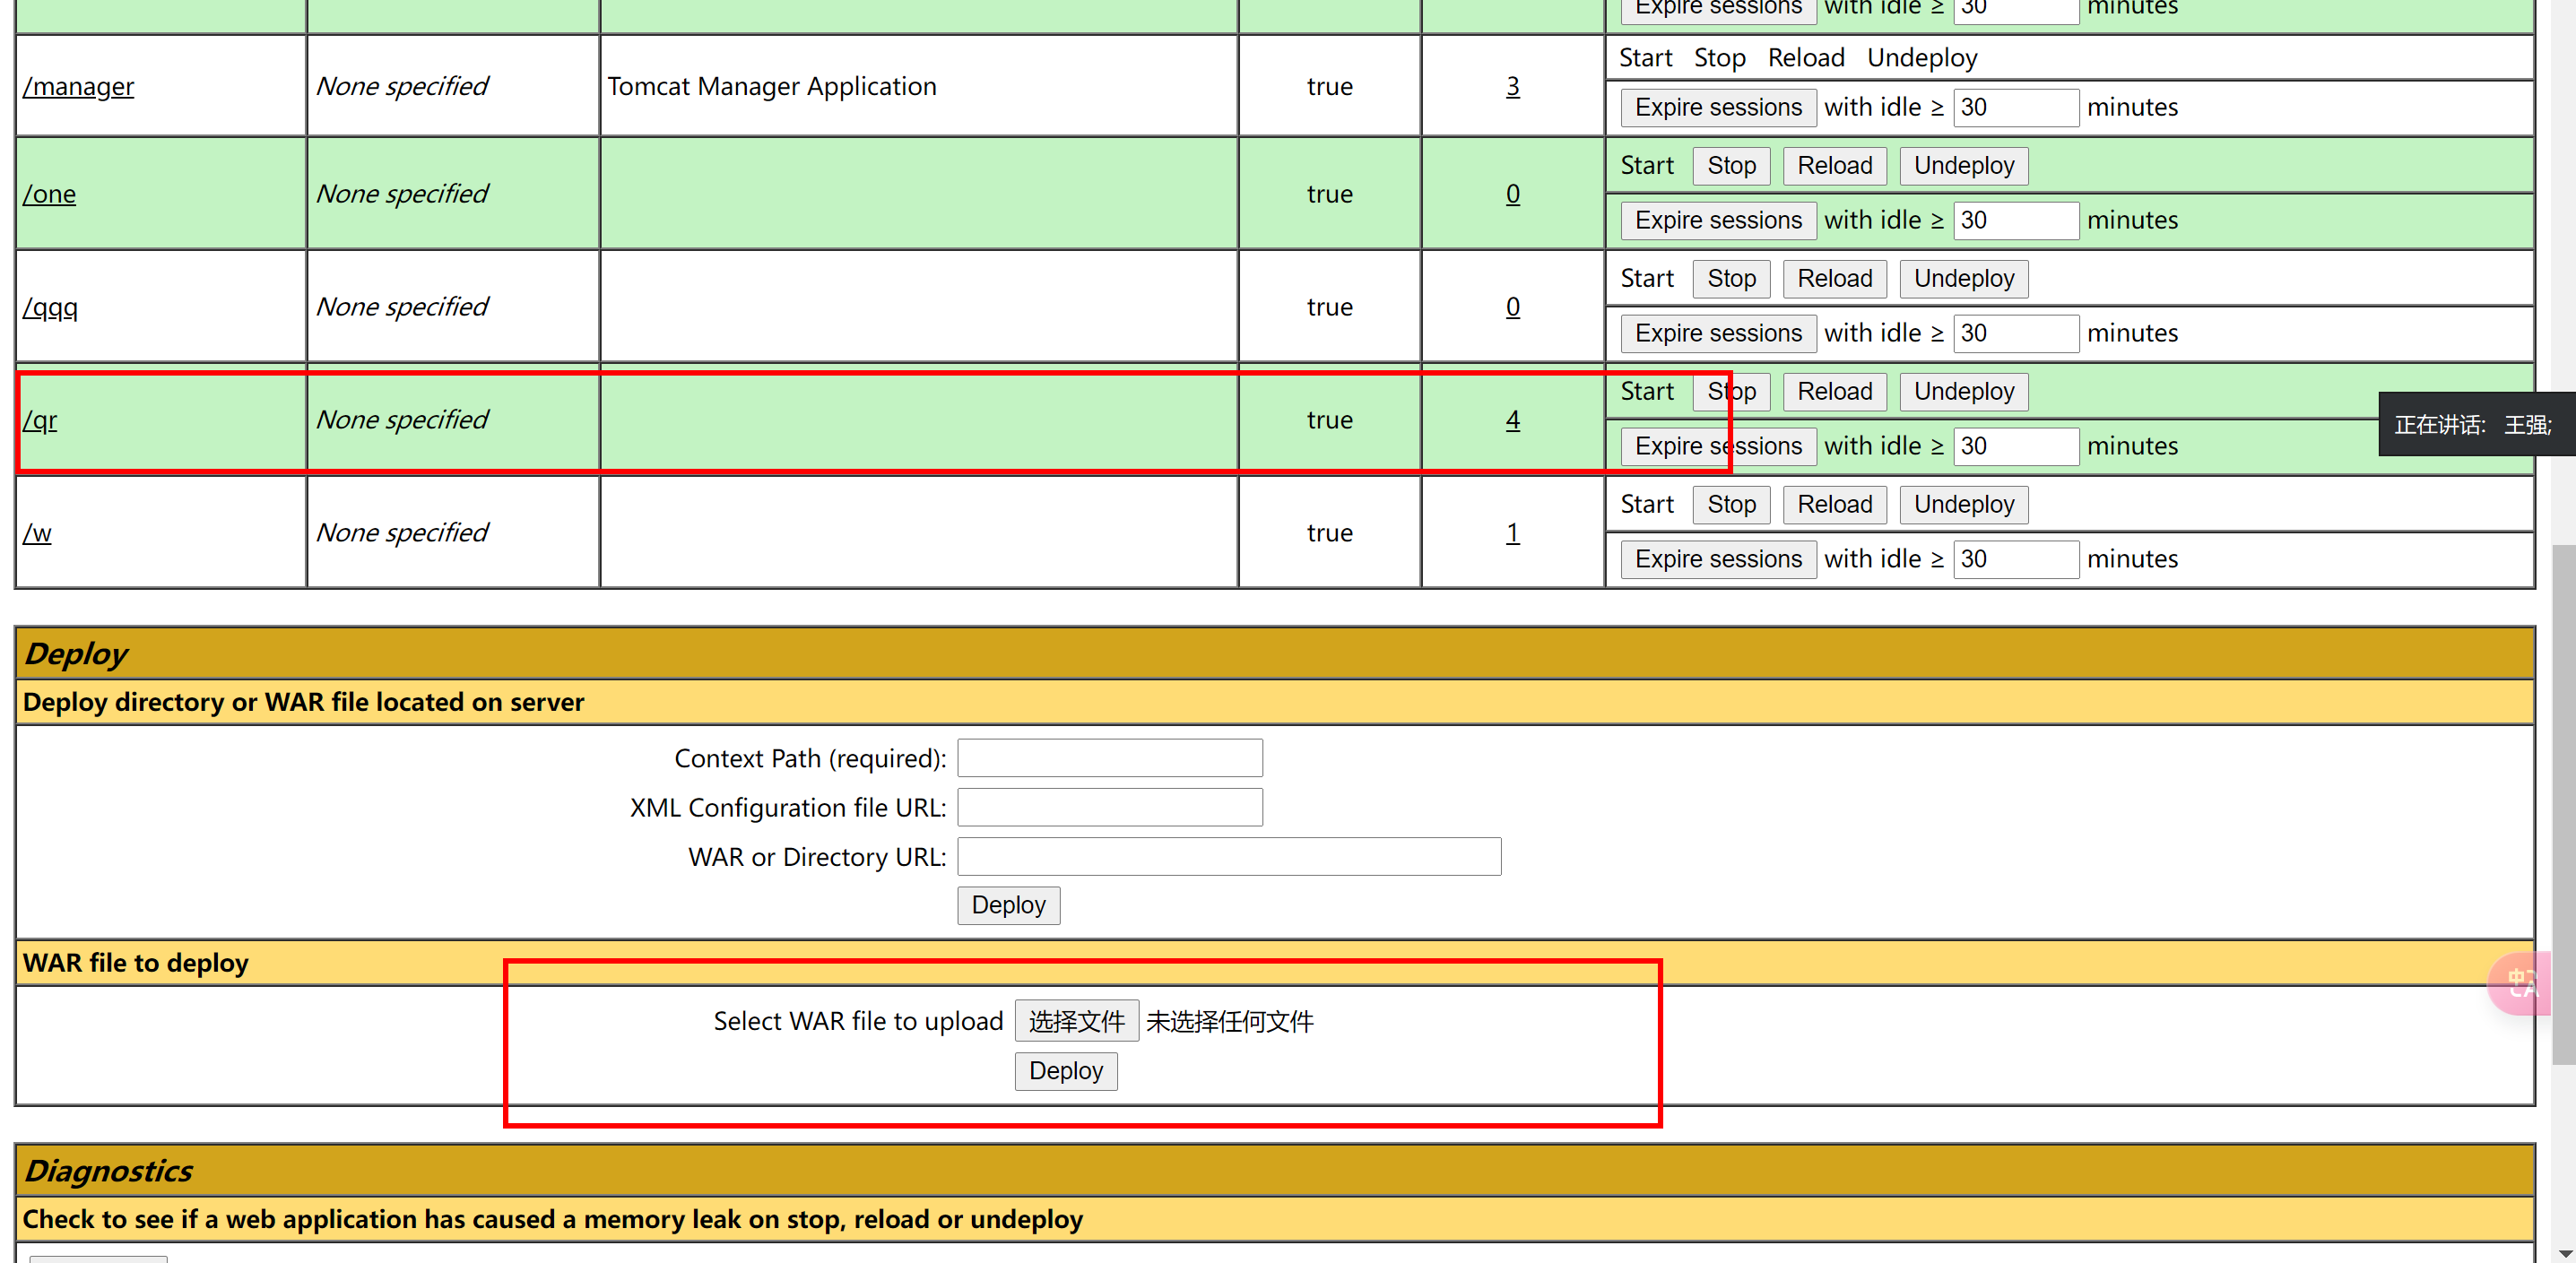 Expire sessions with idle ≥ 30 minutes
/manager None specified Tomcat Manager Application true 3 Start Stop Reload Undeploy
Expire sessions with idle ≥ 30 minutes
/one None specified true 0 Start Stop Reload Undeploy
Expire sessions with idle ≥ 30 minutes
/qqq None specified true 0 Start Stop Reload Undeploy
Expire sessions with idle ≥ 30 minutes
/qr None specified true 4 Start Stop Reload Undeploy
Expire sessions with idle ≥ 30 minutes
正在讲话: 王强;
/w None specified true 1 Start Stop Reload Undeploy
Expire sessions with idle ≥ 30 minutes
Deploy
Deploy directory or WAR file located on server
Context Path (required):
XML Configuration file URL:
WAR or Directory URL:
Deploy
WAR file to deploy
Select WAR file to upload 选择文件 未选择任何文件
Deploy
Diagnostics
Check to see if a web application has caused a memory leak on stop, reload or undeploy